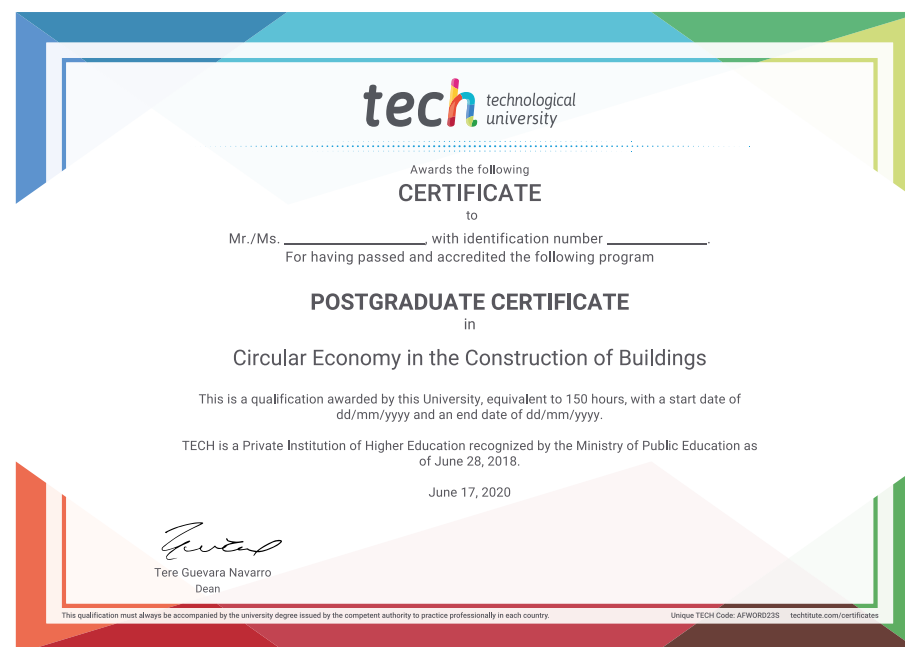 tech technological
university
Awards the following
CERTIFICATE
to
Mr./Ms. ____________________, with identification number ______________.
For having passed and accredited the following program
POSTGRADUATE CERTIFICATE
in
Circular Economy in the Construction of Buildings
This is a qualification awarded by this University, equivalent to 150 hours, with a start date of
dd/mm/yyyy and an end date of dd/mm/yyyy.
TECH is a Private Institution of Higher Education recognized by the Ministry of Public Education as
of June 28, 2018.
June 17, 2020
Tere Guevara Navarro
Dean
This qualification must always be accompanied by the university degree issued by the competent authority to practice professionally in each country.
Unique TECH Code: AFWORD23S techtitute.com/certificates